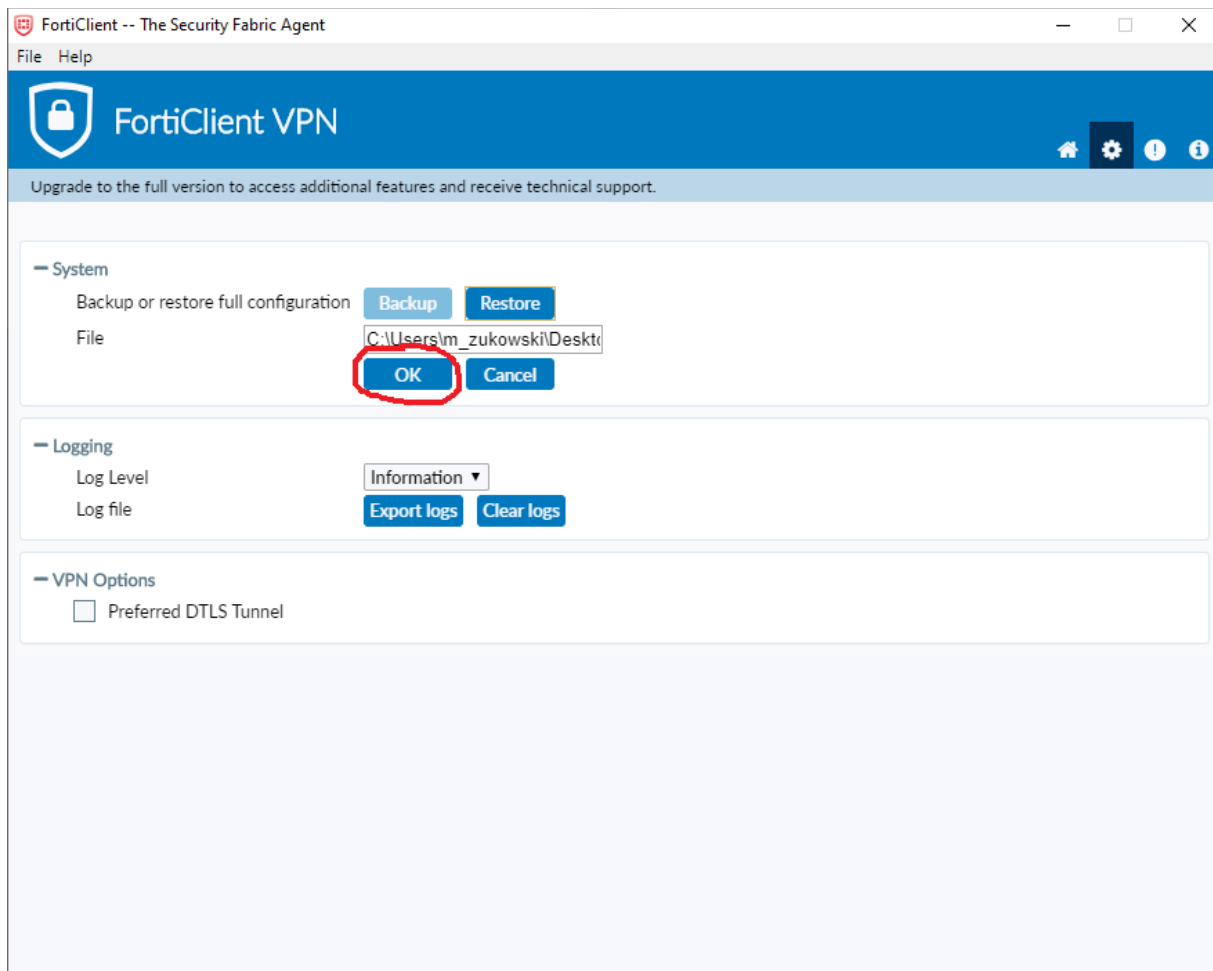 FortiClient -- The Security Fabric Agent
File Help
FortiClient VPN
Upgrade to the full version to access additional features and receive technical support.
System
Backup or restore full configuration Backup Restore
File C:\Users\m_zukowski\Deskto
OK Cancel
Logging
Log Level Information
Log file Export logs Clear logs
VPN Options
Preferred DTLS Tunnel